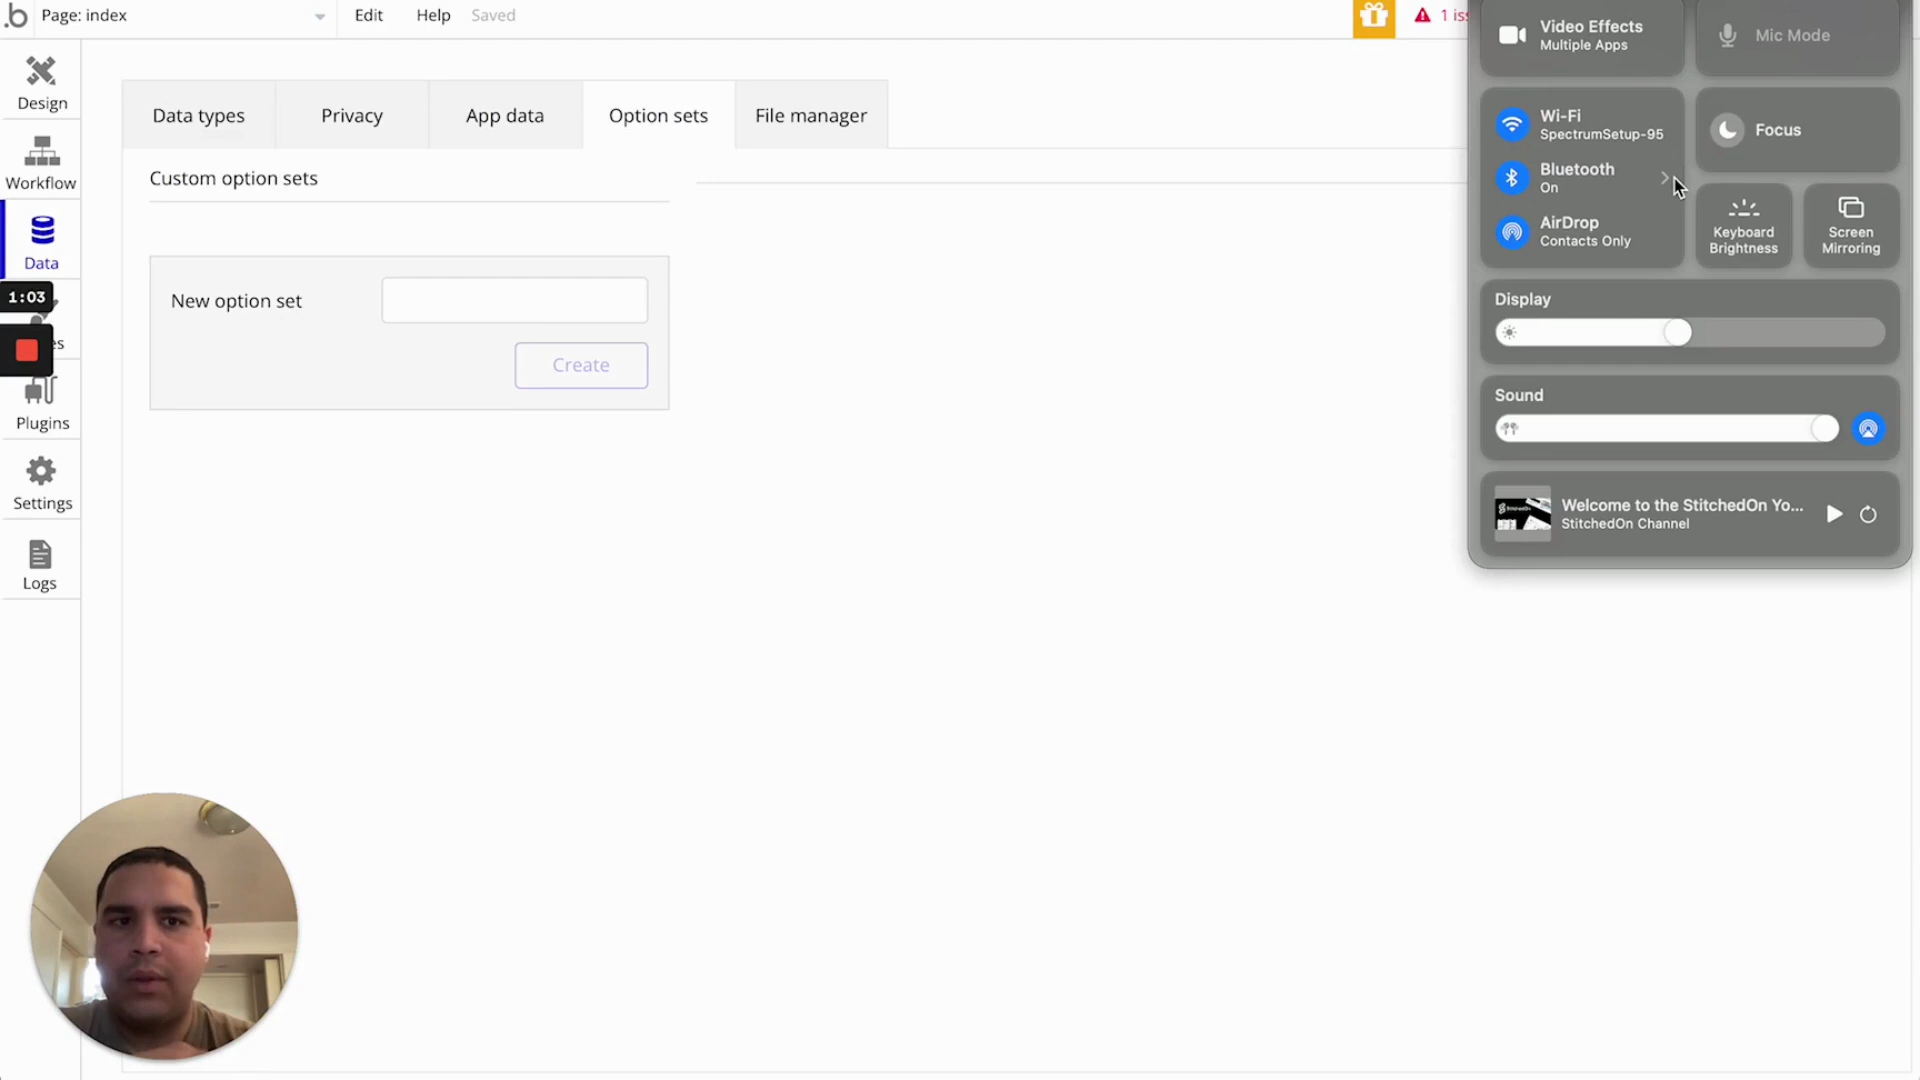 .b Page: index
Edit
Help
Saved
1 iss
Design
Workflow
Data
1:03
es
Plugins
Settings
Logs
Data types
Privacy
App data
Option sets
File manager
Custom option sets
New option set
Create
Video Effects
Multiple Apps
Mic Mode
Wi-Fi
SpectrumSetup-95
Bluetooth
On
AirDrop
Contacts Only
Focus
Keyboard
Brightness
Screen
Mirroring
Display
Sound
Welcome to the StitchedOn Yo...
StitchedOn Channel